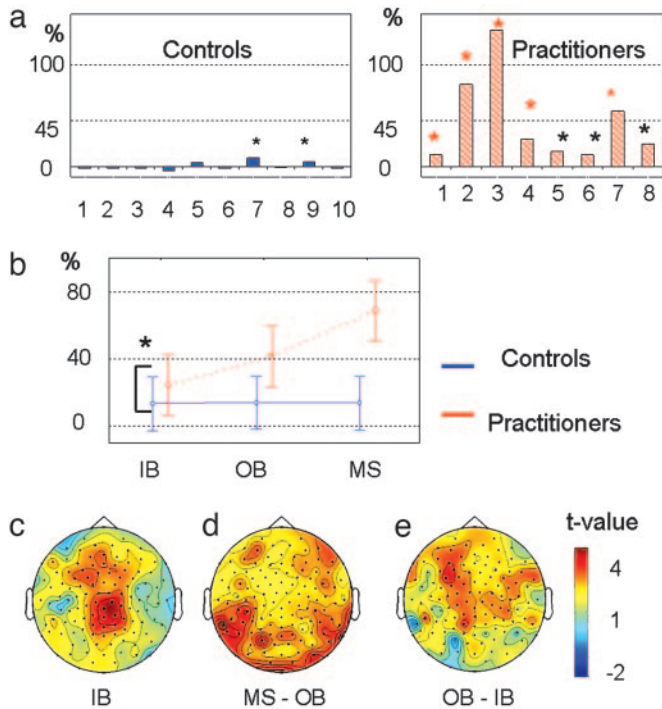 a
% Controls
100
45
0
1 2 3 4 5 6 7 8 9 10
* *
% Practitioners
100
45
0
1 2 3 4 5 6 7 8
* * * * * * * *
b
%
80
40
0
*
IB OB MS
Controls
Practitioners
c d e
t-value
4
1
-2
IB MS - OB OB - IB